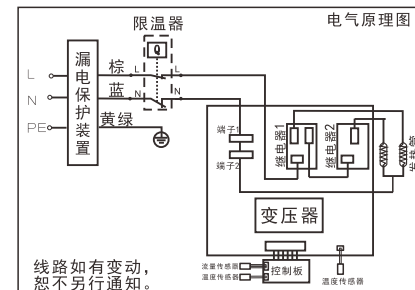 电气原理图
限温器
漏电保护装置
L
N
PE
棕
蓝
黄绿
L
N
L
N
端子1
端子2
继电器1
继电器2
变压器
控制板
流量传感器
温度传感器
温度传感器
线路如有变动，
恕不另行通知。